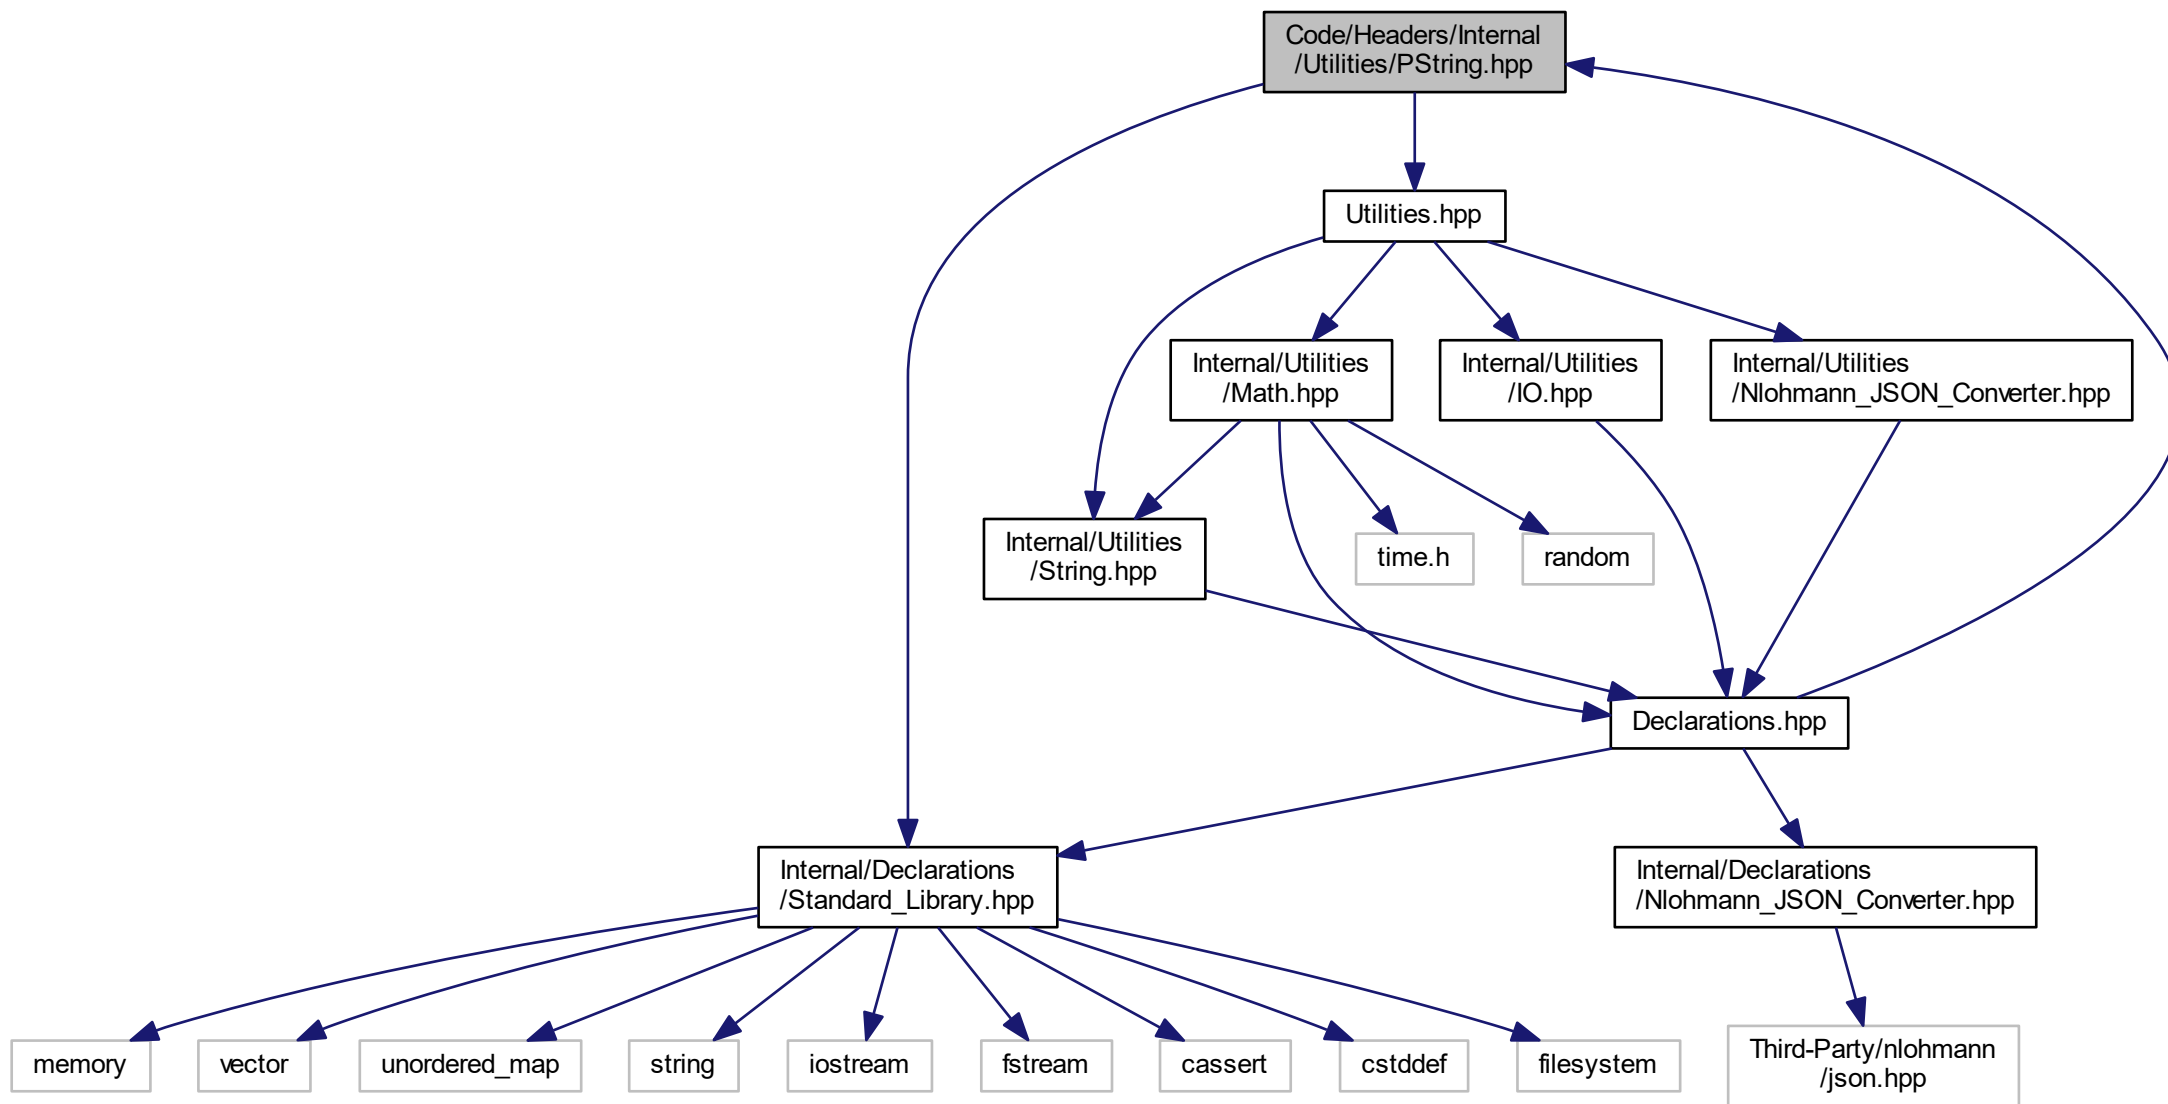 Code/Headers/Internal
/Utilities/PString.hpp
Utilities.hpp
Internal/Utilities
/Math.hpp
Internal/Utilities
/IO.hpp
Internal/Utilities
/Nlohmann_JSON_Converter.hpp
Internal/Utilities
/String.hpp
time.h
random
Declarations.hpp
Internal/Declarations
/Standard_Library.hpp
Internal/Declarations
/Nlohmann_JSON_Converter.hpp
memory
vector
unordered_map
string
iostream
fstream
cassert
cstddef
filesystem
Third-Party/nlohmann
/json.hpp